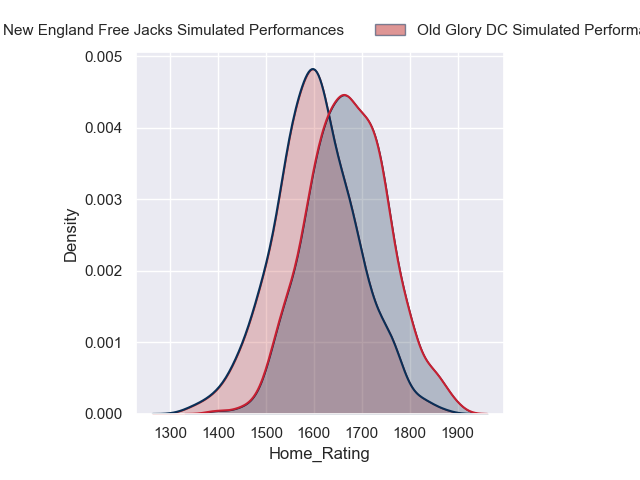 New England Free Jacks Simulated Performances
Old Glory DC Simulated
0.005
0.004
0.003
0.002
0.001
0.000
Density
1300 1400 1500 1600 1700 1800 1900
Home_Rating